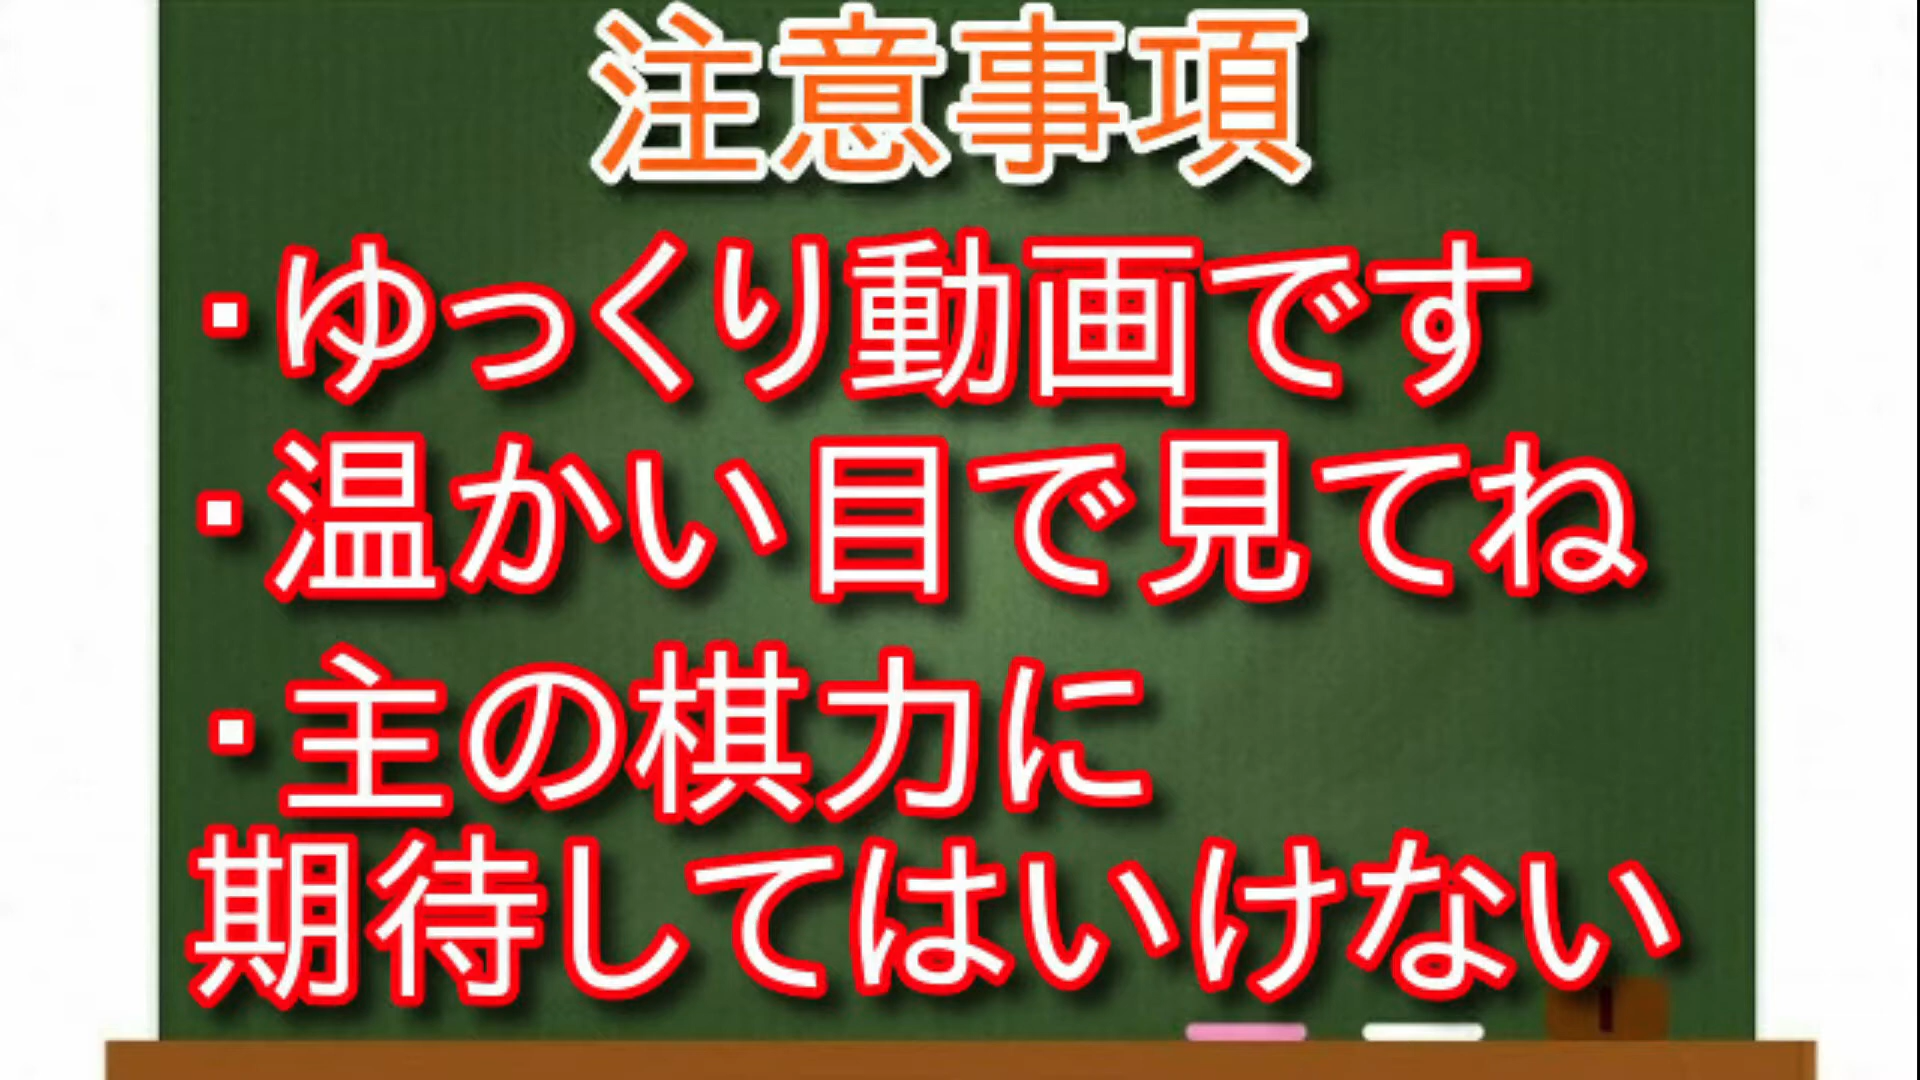 注意事項
・ゆっくり動画です
・温かい目で見てね
・主の棋力に
期待してはいけない